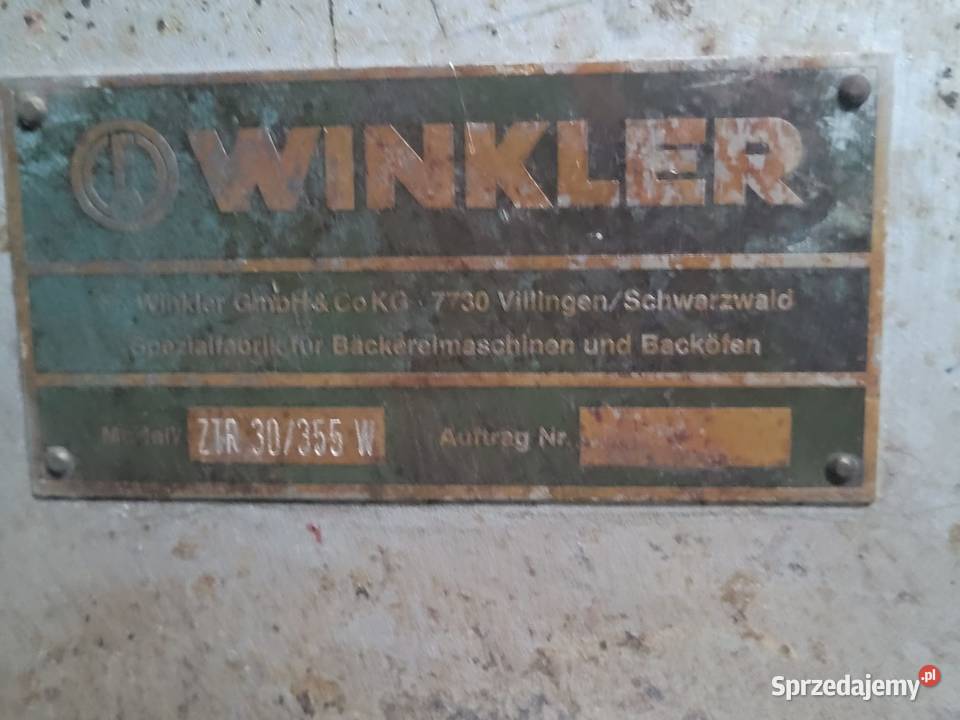 WINKLER
Winkler GmbH & Co KG · 7730 Villingen/Schwarzwald
Spezialfabrik für Bäckereimaschinen und Backöfen
Modell ZTR 30/355 W Auftrag Nr.
Sprzedajemy.pl